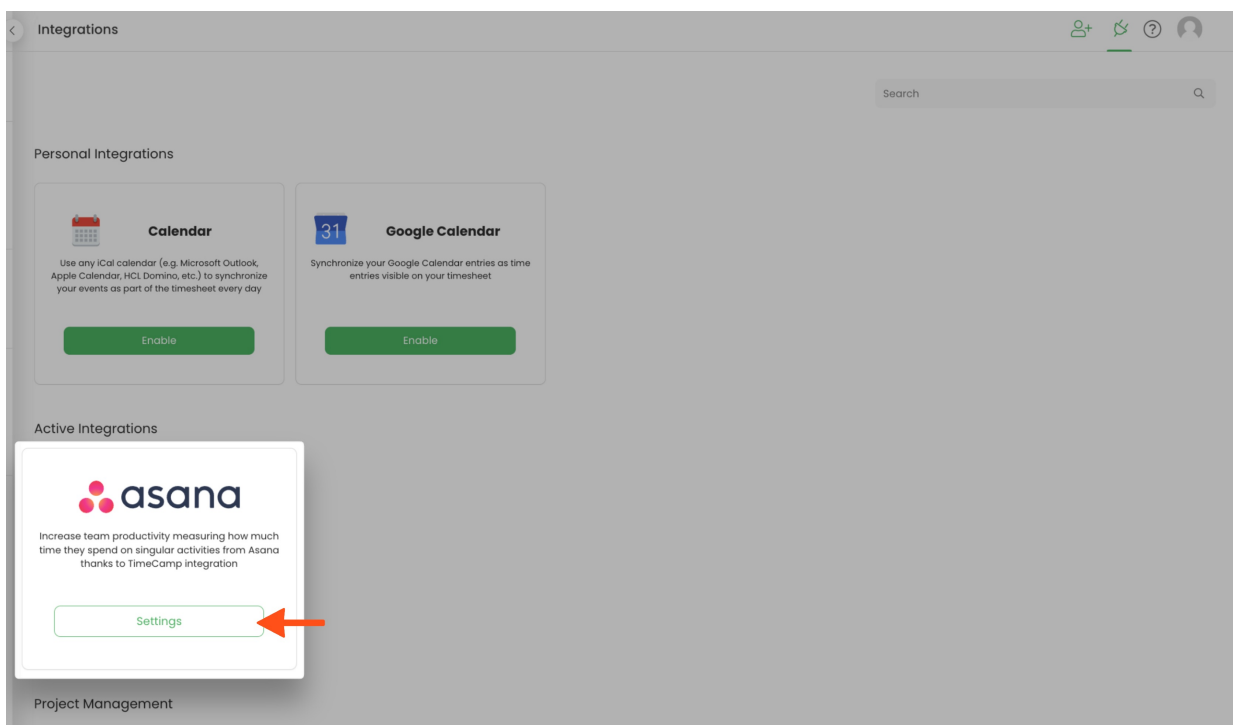 Integrations
Search
Personal Integrations
Calendar
Use any iCal calendar (e.g. Microsoft Outlook,
Apple Calendar, HCL Domino, etc.) to synchronize
your events as part of the timesheet every day
Enable
31
Google Calendar
Synchronize your Google Calendar entries as time
entries visible on your timesheet
Enable
Active Integrations
asana
Increase team productivity measuring how much
time they spend on singular activities from Asana
thanks to TimeCamp integration
Settings
Project Management